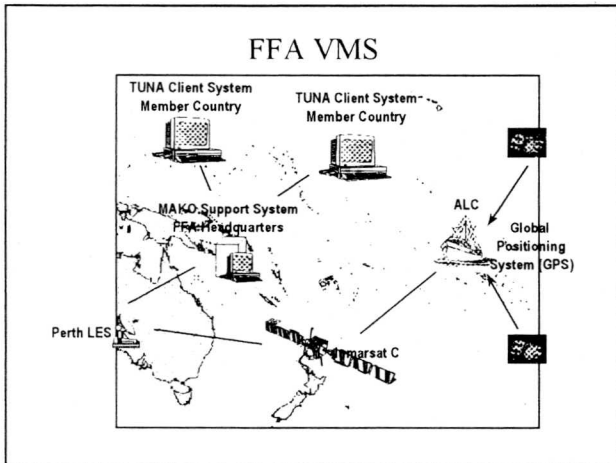 FFA VMS
TUNA Client System
Member Country
TUNA Client System
Member Country
MAKO Support System
FFA Headquarters
ALC
Global
Positioning
System (GPS)
Perth LES
Inmarsat C